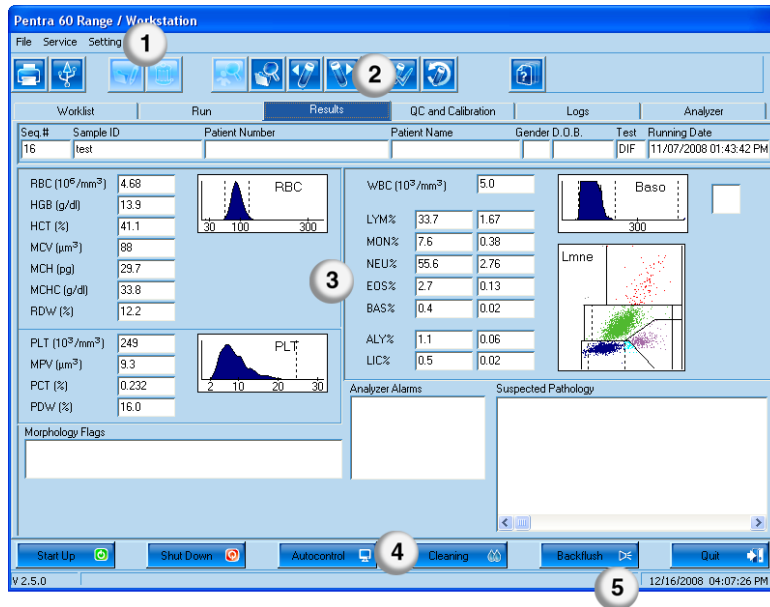 Pentra 60 Range / Workstation
File Service Setting
1
2
Worklist Run Results QC and Calibration Logs Analyzer
Seq.# Sample ID Patient Number Patient Name Gender D.O.B. Test Running Date
16 test DIF 11/07/2008 01:43:42 PM
RBC (10⁶/mm³) 4.68
HGB (g/dl) 13.9
HCT (%) 41.1
MCV (µm³) 88
MCH (pg) 29.7
MCHC (g/dl) 33.8
RDW (%) 12.2
RBC
30 100 300
WBC (10³/mm³) 5.0
LYM% 33.7 1.67
MON% 7.6 0.38
NEU% 55.6 2.76
EOS% 2.7 0.13
BAS% 0.4 0.02
ALY% 1.1 0.06
LIC% 0.5 0.02
Baso
300
Lmne
3
PLT (10³/mm³) 249
MPV (µm³) 9.3
PCT (%) 0.232
PDW (%) 16.0
PLT
2 10 20 30
Morphology Flags
Analyzer Alarms
Suspected Pathology
Start Up Shut Down Autocontrol 4 Cleaning Backflush Quit
V 2.5.0 5 12/16/2008 04:07:26 PM